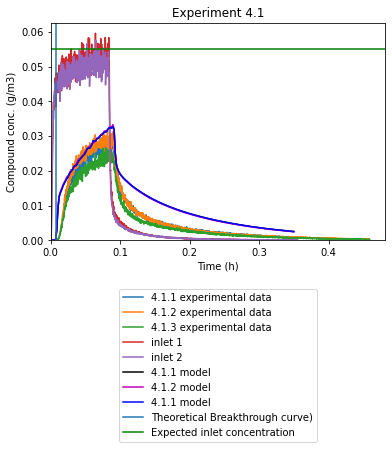 Experiment 4.1
Compound conc. (g/m3)
0.06
0.05
0.04
0.03
0.02
0.01
0.00
0.0
0.1
0.2
0.3
0.4
Time (h)
4.1.1 experimental data
4.1.2 experimental data
4.1.3 experimental data
inlet 1
inlet 2
4.1.1 model
4.1.2 model
4.1.1 model
Theoretical Breakthrough curve)
Expected inlet concentration